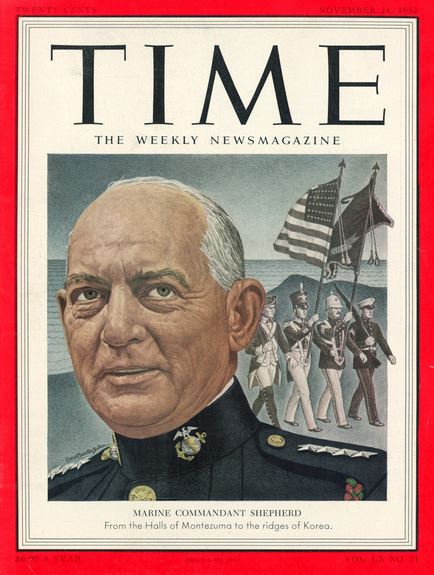 TWENTY CENTS NOVEMBER 24, 1952
TIME
THE WEEKLY NEWSMAGAZINE
MARINE COMMANDANT SHEPHERD
From the Halls of Montezuma to the ridges of Korea.
$6.00 A YEAR VOL. LX NO. 21